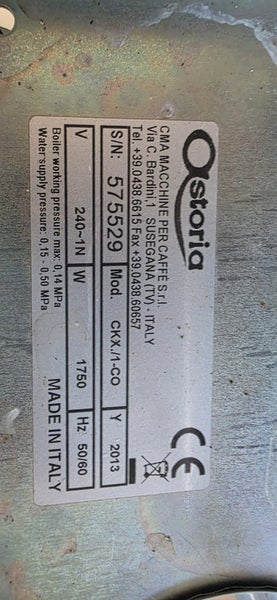 astoria
CMA MACCHINE PER CAFFÈ S.r.l.
Via C. Bardini,1 SUSEGANA (TV) - ITALY
Tel. +39.0438.6615 Fax +39.0438.60657
S/N: 575529 Mod. CKX./1-CO Y 2013
V 240~1N W 1750 Hz 50/60
Boiler working pressure max: 0,14 MPa
Water supply pressure: 0,15 - 0,50 MPa
MADE IN ITALY
CE